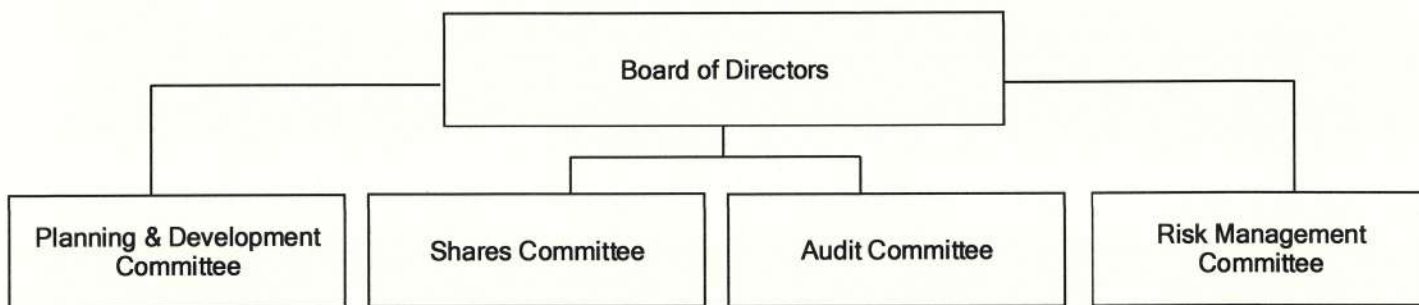 Board of Directors
Planning & Development
Committee
Shares Committee
Audit Committee
Risk Management
Committee